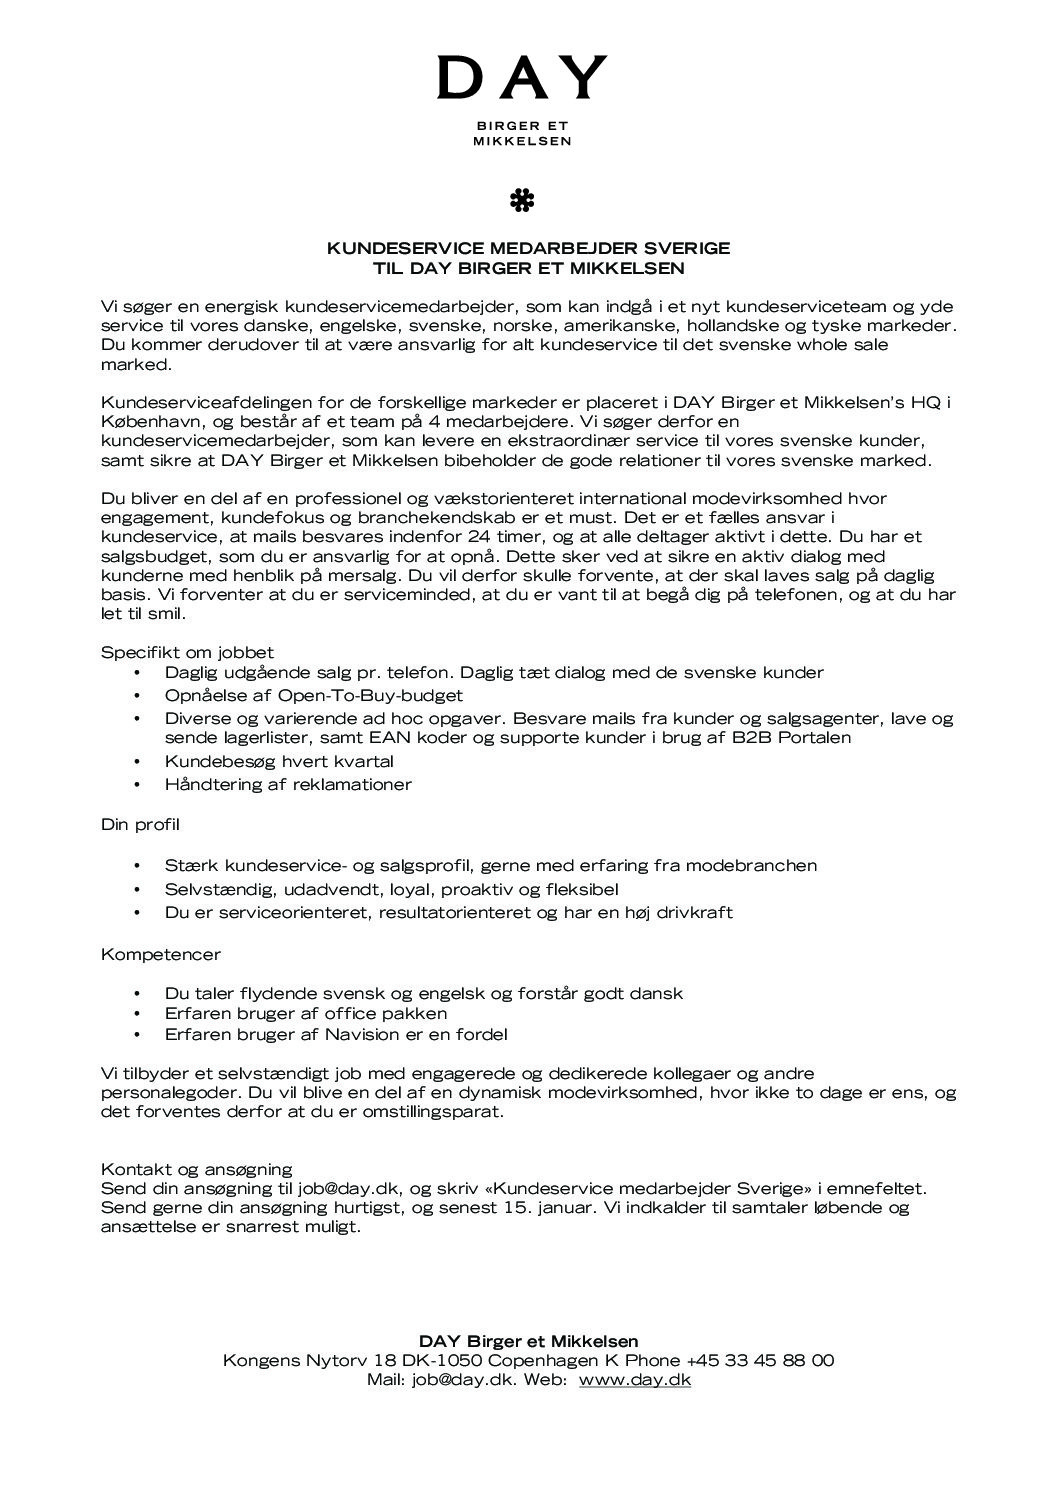 DAY
BIRGER ET
MIKKELSEN
KUNDESERVICE MEDARBEJDER SVERIGE
TIL DAY BIRGER ET MIKKELSEN
Vi søger en energisk kundeservicemedarbejder, som kan indgå i et nyt kundeserviceteam og yde
service til vores danske, engelske, svenske, norske, amerikanske, hollandske og tyske markeder.
Du kommer derudover til at være ansvarlig for alt kundeservice til det svenske whole sale
marked.
Kundeserviceafdelingen for de forskellige markeder er placeret i DAY Birger et Mikkelsen’s HQ i
København, og består af et team på 4 medarbejdere. Vi søger derfor en
kundeservicemedarbejder, som kan levere en ekstraordinær service til vores svenske kunder,
samt sikre at DAY Birger et Mikkelsen bibeholder de gode relationer til vores svenske marked.
Du bliver en del af en professionel og vækstorienteret international modevirksomhed hvor
engagement, kundefokus og branchekendskab er et must. Det er et fælles ansvar i
kundeservice, at mails besvares indenfor 24 timer, og at alle deltager aktivt i dette. Du har et
salgsbudget, som du er ansvarlig for at opnå. Dette sker ved at sikre en aktiv dialog med
kunderne med henblik på mersalg. Du vil derfor skulle forvente, at der skal laves salg på daglig
basis. Vi forventer at du er serviceminded, at du er vant til at begå dig på telefonen, og at du har
let til smil.
Specifikt om jobbet
• Daglig udgående salg pr. telefon. Daglig tæt dialog med de svenske kunder
• Opnåelse af Open-To-Buy-budget
• Diverse og varierende ad hoc opgaver. Besvare mails fra kunder og salgsagenter, lave og
sende lagerlister, samt EAN koder og supporte kunder i brug af B2B Portalen
• Kundebesøg hvert kvartal
• Håndtering af reklamationer
Din profil
• Stærk kundeservice- og salgsprofil, gerne med erfaring fra modebranchen
• Selvstændig, udadvendt, loyal, proaktiv og fleksibel
• Du er serviceorienteret, resultatorienteret og har en høj drivkraft
Kompetencer
• Du taler flydende svensk og engelsk og forstår godt dansk
• Erfaren bruger af office pakken
• Erfaren bruger af Navision er en fordel
Vi tilbyder et selvstændigt job med engagerede og dedikerede kollegaer og andre
personalegoder. Du vil blive en del af en dynamisk modevirksomhed, hvor ikke to dage er ens, og
det forventes derfor at du er omstillingsparat.
Kontakt og ansøgning
Send din ansøgning til job@day.dk, og skriv «Kundeservice medarbejder Sverige» i emnefeltet.
Send gerne din ansøgning hurtigst, og senest 15. januar. Vi indkalder til samtaler løbende og
ansættelse er snarrest muligt.
DAY Birger et Mikkelsen
Kongens Nytorv 18 DK-1050 Copenhagen K Phone +45 33 45 88 00
Mail: job@day.dk. Web: www.day.dk